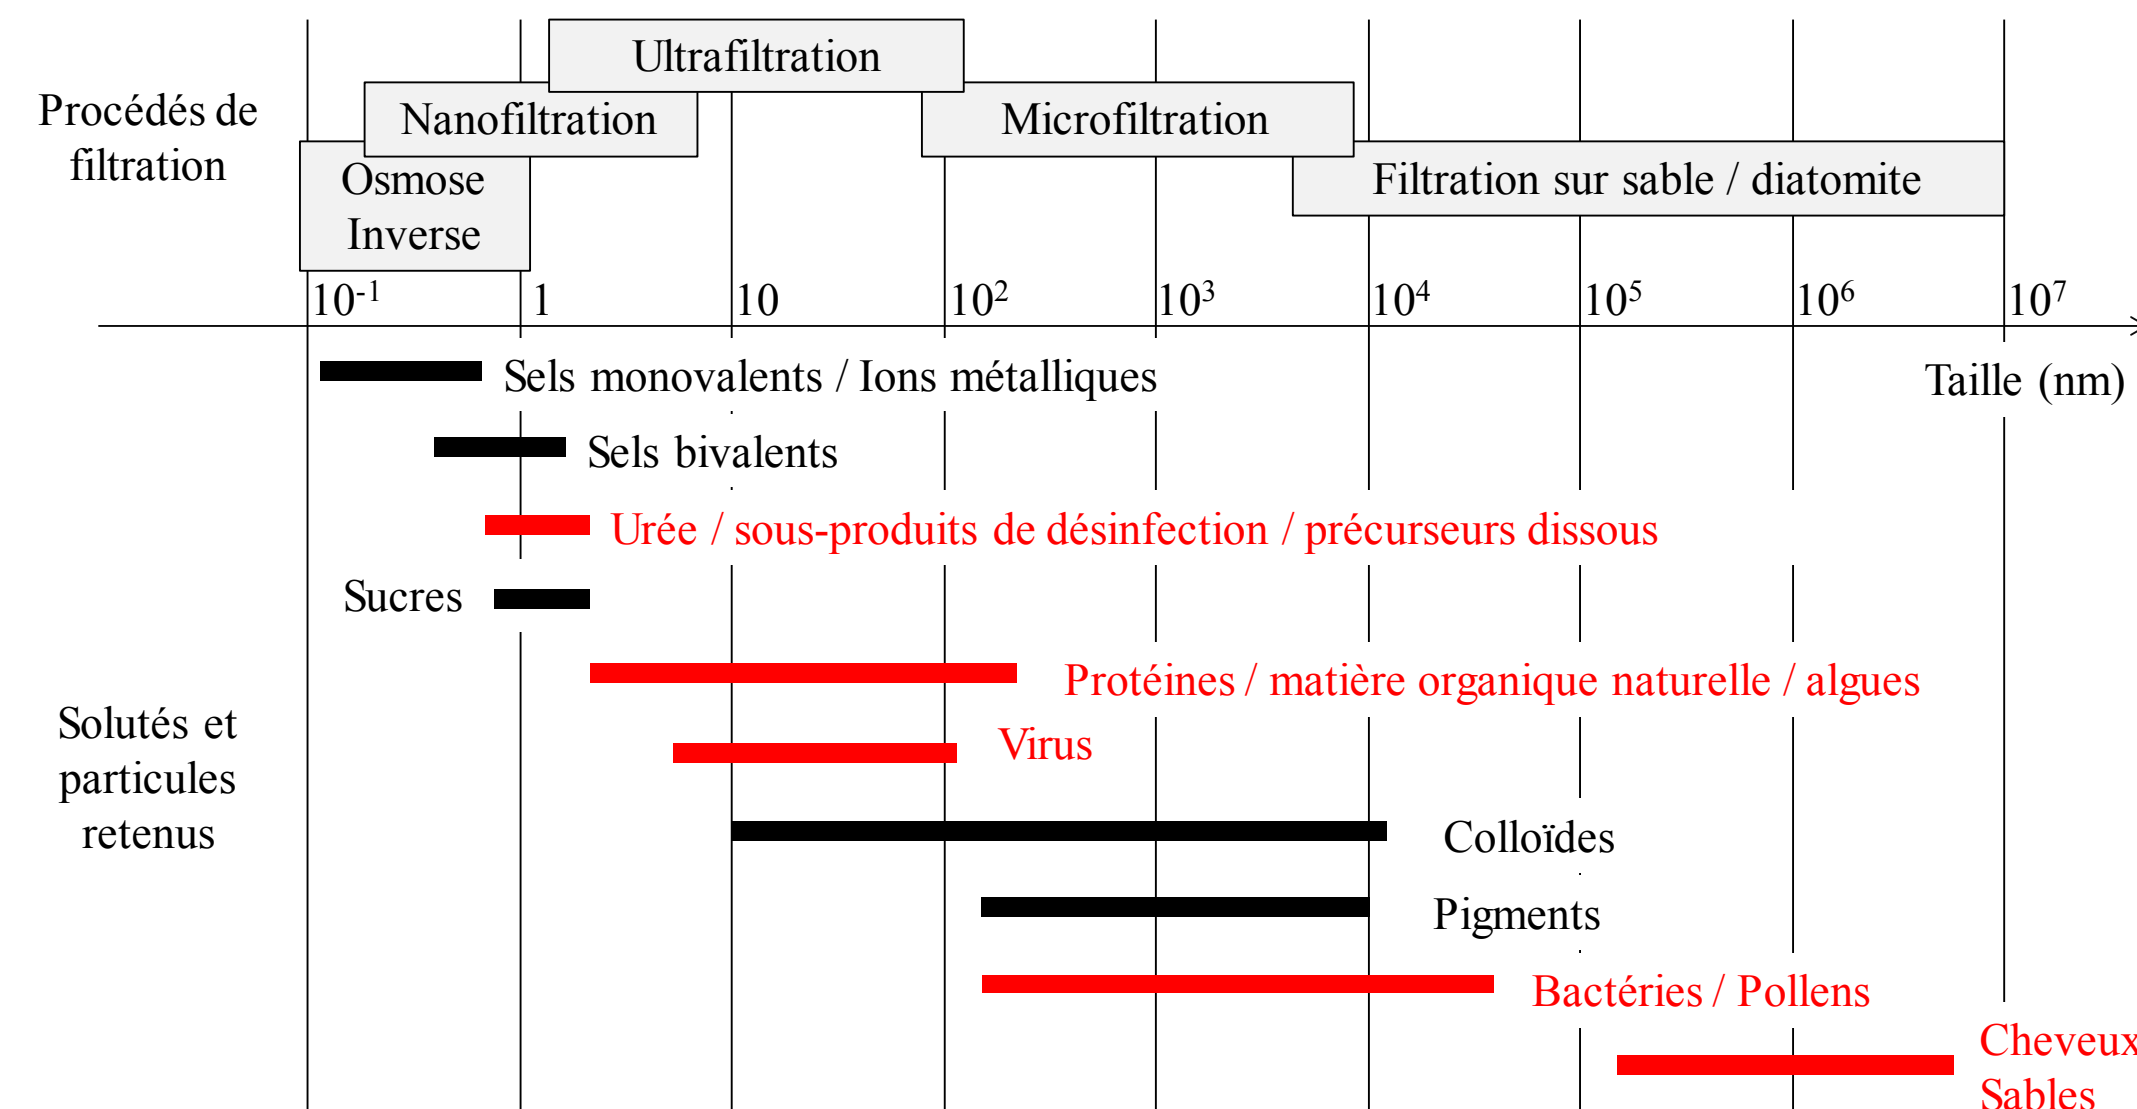 Ultrafiltration
Procédés de
filtration
Nanofiltration
Microfiltration
Osmose
Inverse
Filtration sur sable / diatomite
10⁻¹ 1 10 10² 10³ 10⁴ 10⁵ 10⁶ 10⁷
Taille (nm)
Sels monovalents / Ions métalliques
Sels bivalents
Urée / sous-produits de désinfection / précurseurs dissous
Sucres
Protéines / matière organique naturelle / algues
Solutés et
particules
retenus
Virus
Colloïdes
Pigments
Bactéries / Pollens
Cheveux
Sables